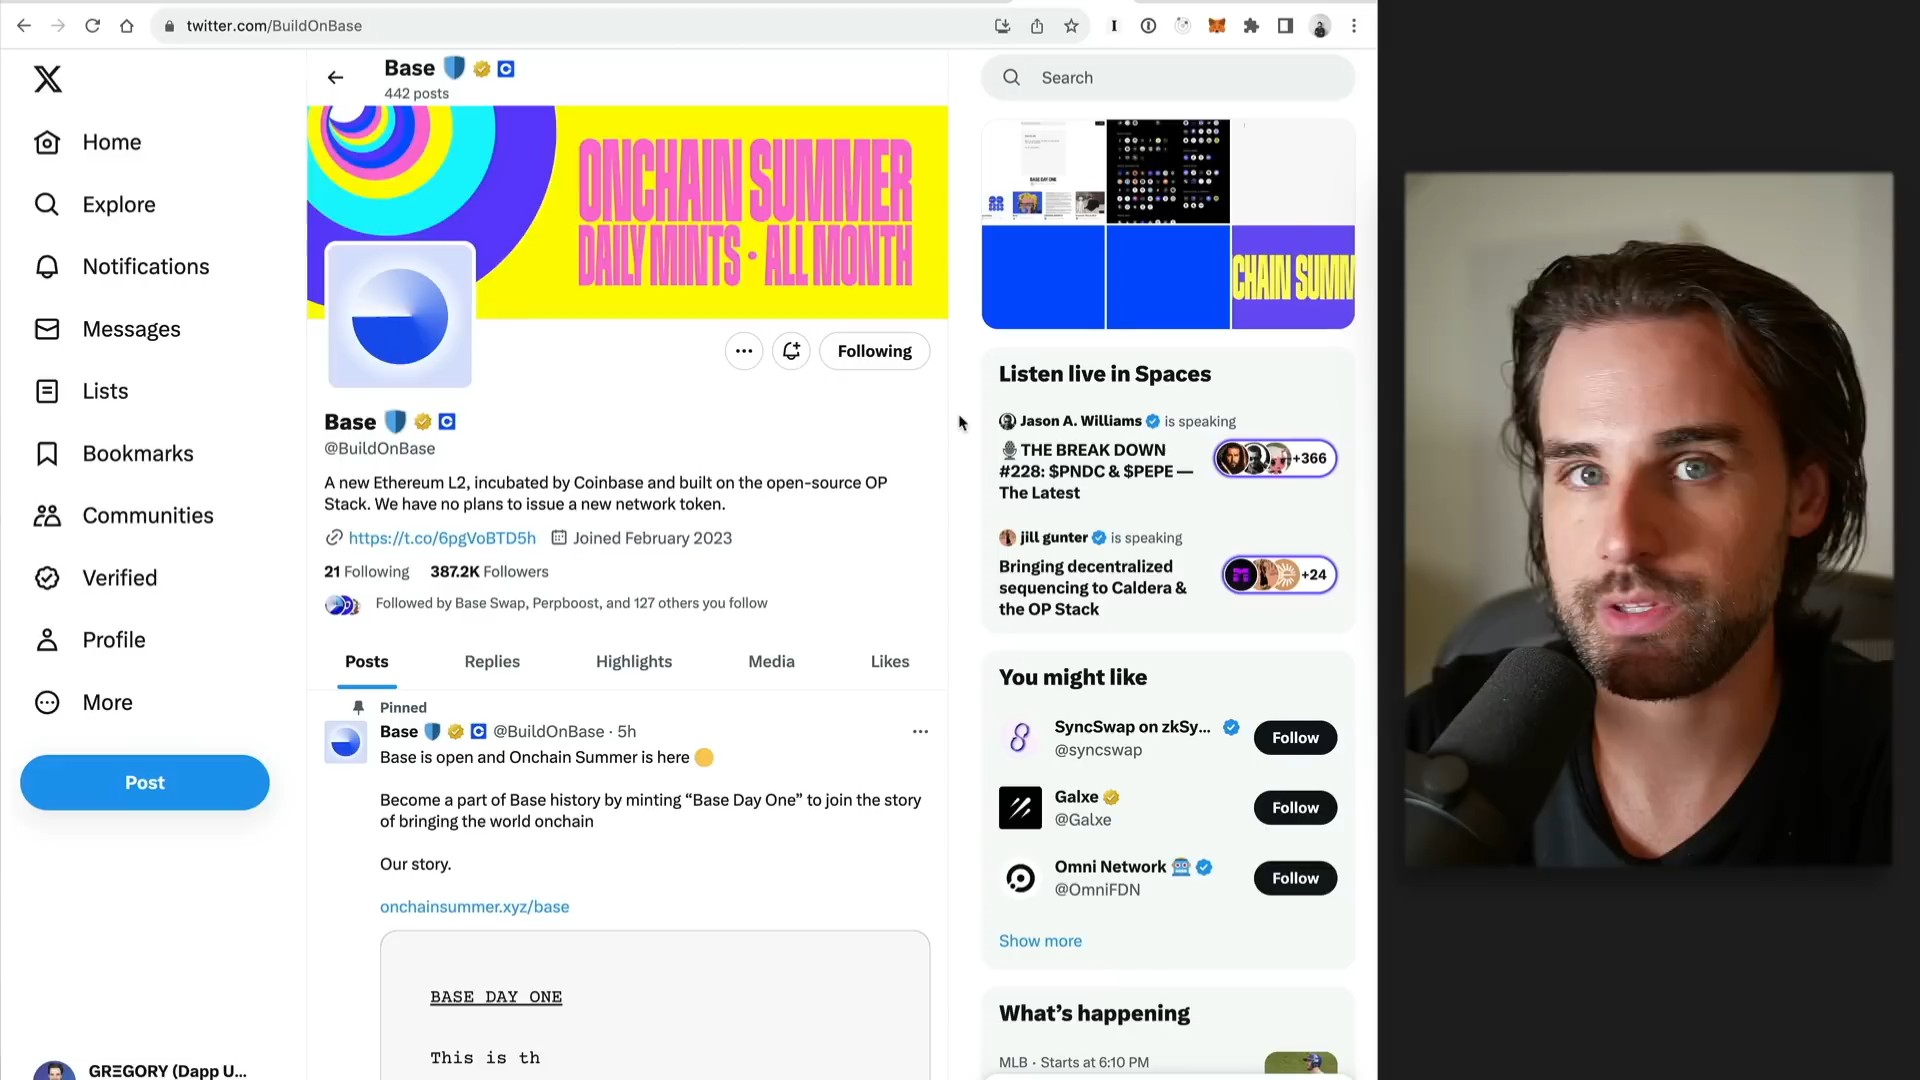 twitter.com/BuildOnBase
Base
442 posts
ONCHAIN SUMMER
DAILY MINTS · ALL MONTH
Following
Base
@BuildOnBase
A new Ethereum L2, incubated by Coinbase and built on the open-source OP
Stack. We have no plans to issue a new network token.
https://t.co/6pgVoBTD5h Joined February 2023
21 Following 387.2K Followers
Followed by Base Swap, Perpboost, and 127 others you follow
Posts Replies Highlights Media Likes
Pinned
Base @BuildOnBase · 5h
Base is open and Onchain Summer is here
Become a part of Base history by minting “Base Day One” to join the story
of bringing the world onchain
Our story.
onchainsummer.xyz/base
BASE DAY ONE
This is th
Home
Explore
Notifications
Messages
Lists
Bookmarks
Communities
Verified
Profile
More
Post
GRΞGORY (Dapp U...
Search
BASE DAY ONE
CHAIN SUMM
Listen live in Spaces
Jason A. Williams is speaking
THE BREAK DOWN
#228: $PNDC & $PEPE —
The Latest
+366
jill gunter is speaking
Bringing decentralized
sequencing to Caldera &
the OP Stack
+24
You might like
SyncSwap on zkSy...
@syncswap
Follow
Galxe
@Galxe
Follow
Omni Network
@OmniFDN
Follow
Show more
What’s happening
MLB · Starts at 6:10 PM